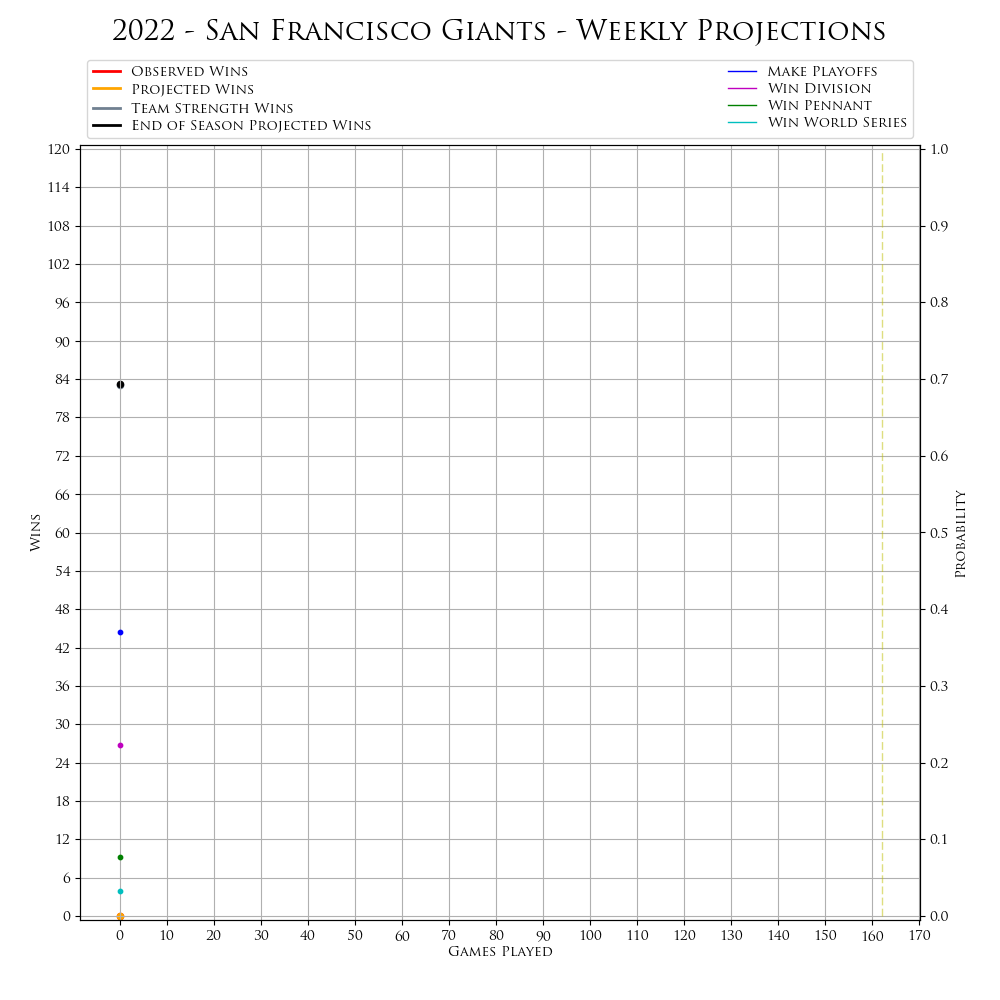 2022 - San Francisco Giants - Weekly Projections
Observed Wins
Projected Wins
Team Strength Wins
End of Season Projected Wins
Make Playoffs
Win Division
Win Pennant
Win World Series
120
114
108
102
96
90
84
78
72
66
60
54
48
42
36
30
24
18
12
6
0
Wins
1.0
0.9
0.8
0.7
0.6
0.5
0.4
0.3
0.2
0.1
0.0
Probability
0 10 20 30 40 50 60 70 80 90 100 110 120 130 140 150 160 170
Games Played